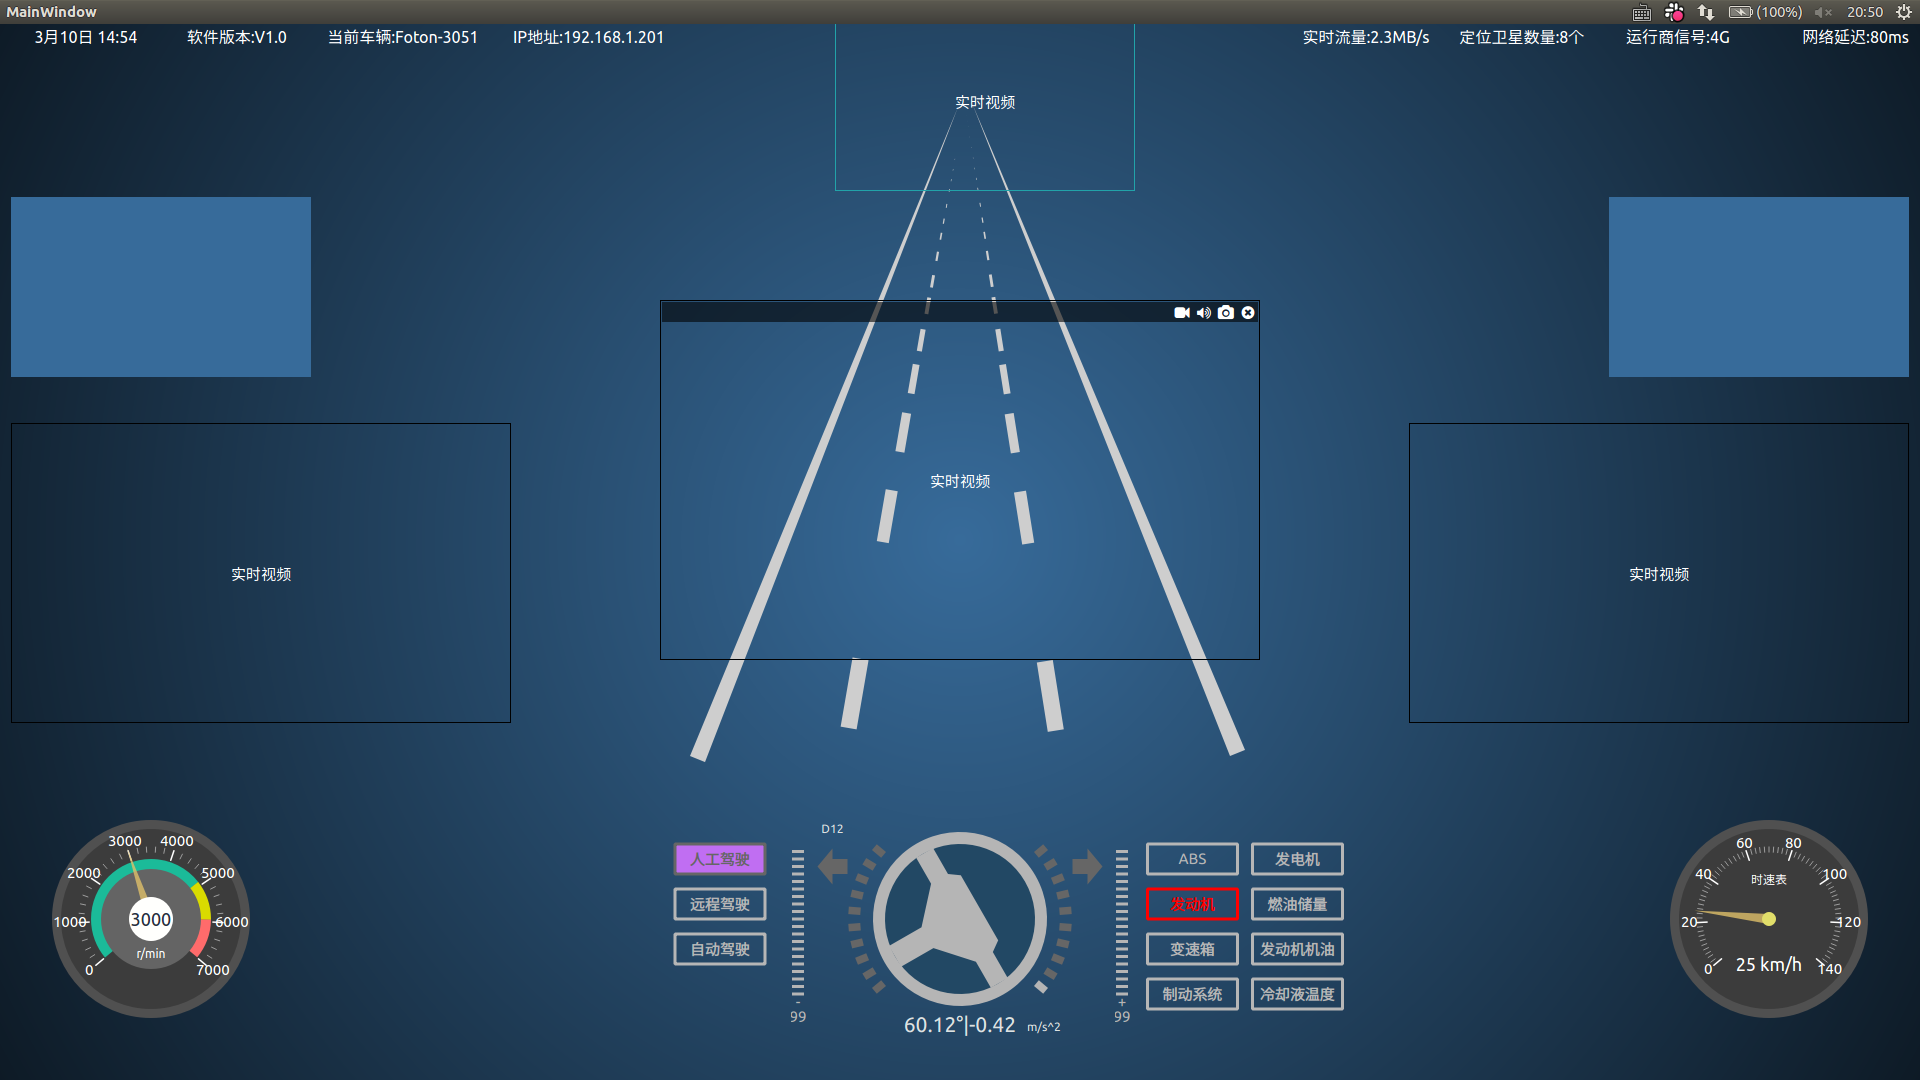 MainWindow (100%) 20:50
3月10日 14:54 软件版本:V1.0 当前车辆:Foton-3051 IP地址:192.168.1.201 实时流量:2.3MB/s 定位卫星数量:8个 运行商信号:4G 网络延迟:80ms
实时视频
实时视频
实时视频
实时视频
0
1000
2000
3000
4000
5000
6000
7000
3000
r/min
人工驾驶
远程驾驶
自动驾驶
D12
-
99
60.12°|-0.42 m/s^2
+
99
ABS 发电机
发动机 燃油储量
变速箱 发动机机油
制动系统 冷却液温度
0
20
40
60
80
100
120
140
时速表
25 km/h